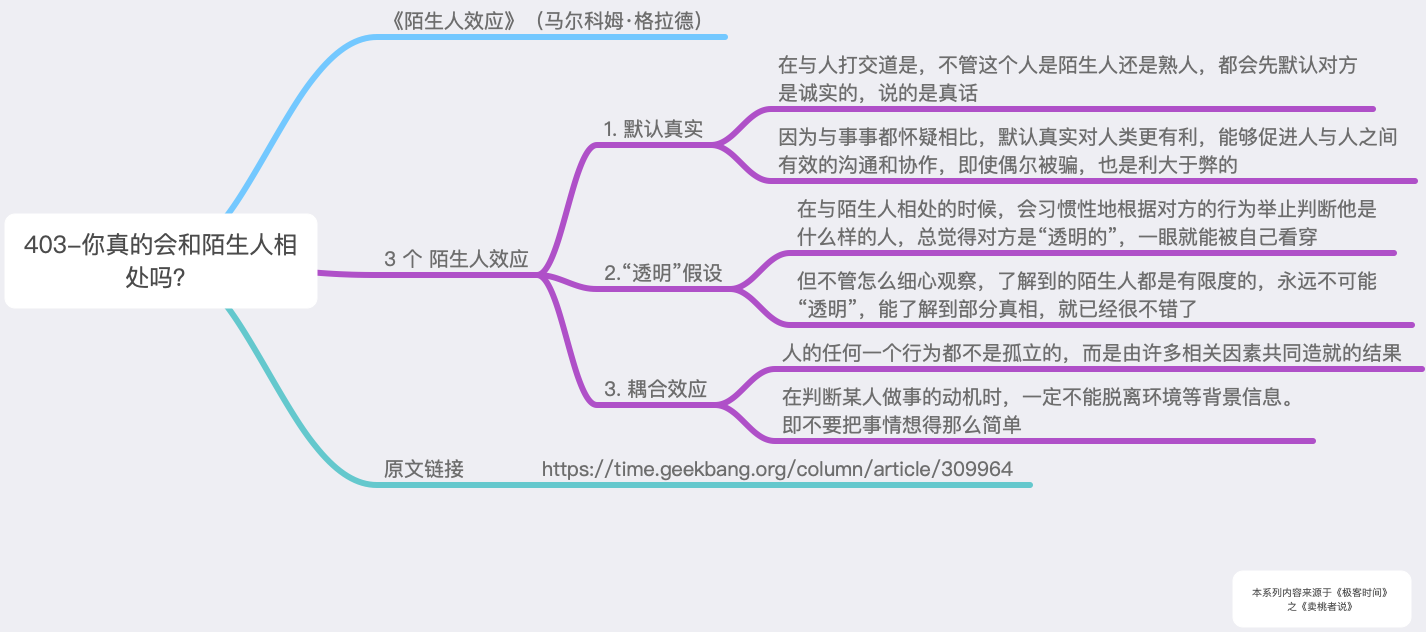 《陌生人效应》（马尔科姆·格拉德）
在与人打交道是，不管这个人是陌生人还是熟人，都会先默认对方
是诚实的，说的是真话
1. 默认真实
因为与事事都怀疑相比，默认真实对人类更有利，能够促进人与人之间
有效的沟通和协作，即使偶尔被骗，也是利大于弊的
403-你真的会和陌生人相
处吗？
3 个 陌生人效应
在与陌生人相处的时候，会习惯性地根据对方的行为举止判断他是
什么样的人，总觉得对方是“透明的”，一眼就能被自己看穿
2.“透明”假设
但不管怎么细心观察，了解到的陌生人都是有限度的，永远不可能
“透明”，能了解到部分真相，就已经很不错了
人的任何一个行为都不是孤立的，而是由许多相关因素共同造就的结果
3. 耦合效应
在判断某人做事的动机时，一定不能脱离环境等背景信息。
即不要把事情想得那么简单
原文链接 https://time.geekbang.org/column/article/309964
本系列内容来源于《极客时间》
之《卖桃者说》